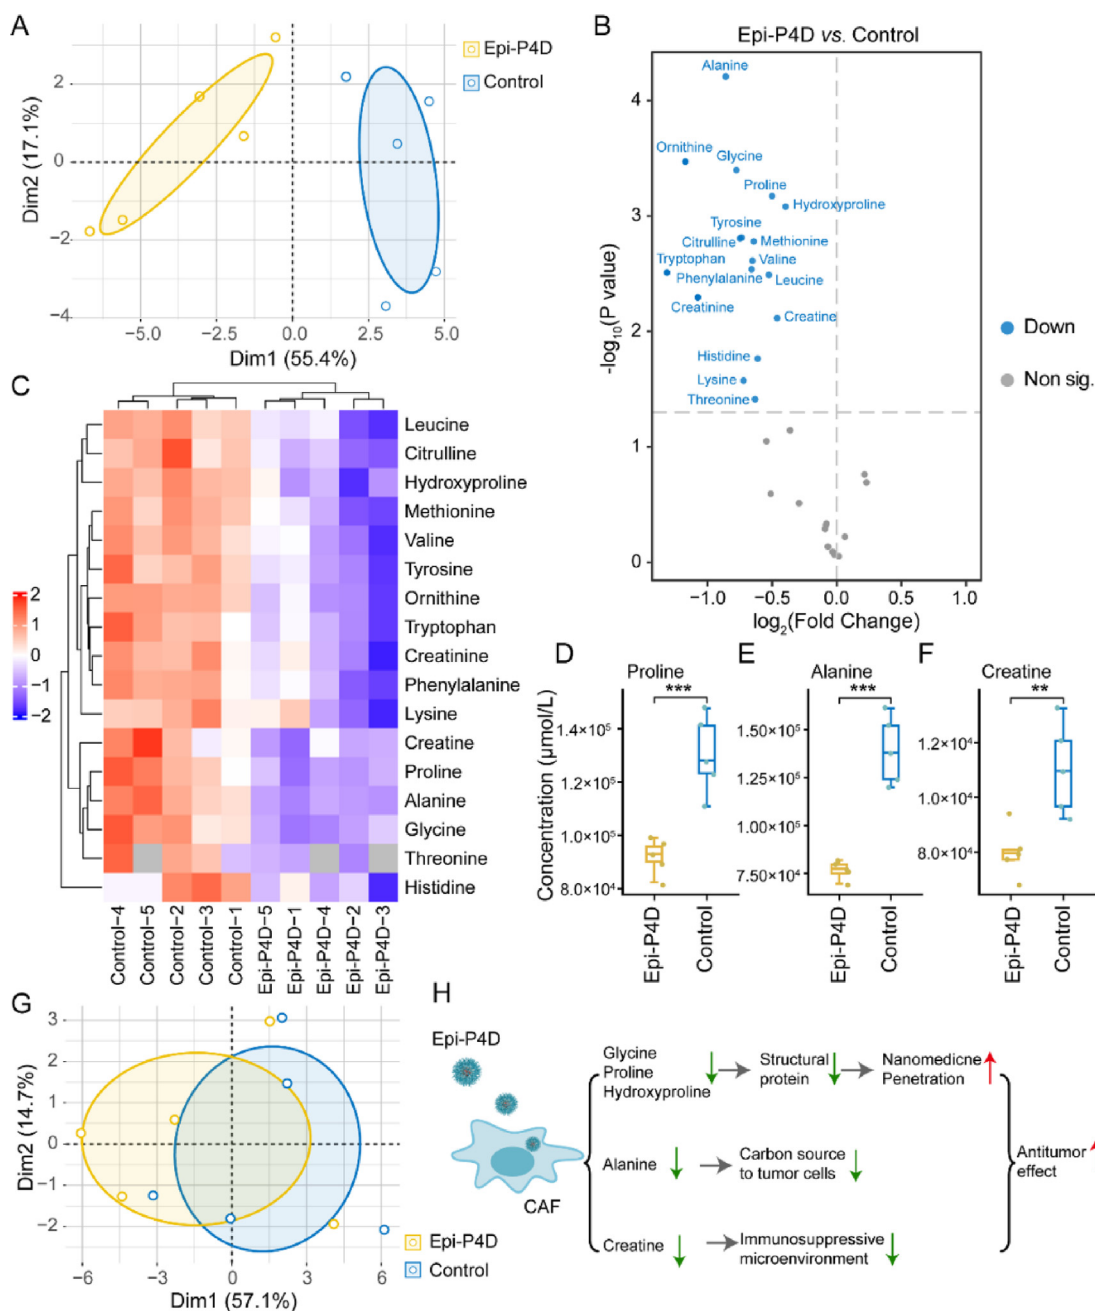 A
Epi-P4D
Control
Dim2 (17.1%)
2
0
−2
−4
−5.0
−2.5
0.0
2.5
5.0
Dim1 (55.4%)
B
Epi-P4D vs. Control
-log10(P value)
4
3
2
1
0
Alanine
Ornithine
Glycine
Proline
Hydroxyproline
Tyrosine
Citrulline
Methionine
Tryptophan
Valine
Phenylalanine
Leucine
Creatinine
Creatine
Histidine
Lysine
Threonine
−1.0
−0.5
0.0
0.5
1.0
log2(Fold Change)
Down
Non sig.
C
2
1
0
−1
−2
Leucine
Citrulline
Hydroxyproline
Methionine
Valine
Tyrosine
Ornithine
Tryptophan
Creatinine
Phenylalanine
Lysine
Creatine
Proline
Alanine
Glycine
Threonine
Histidine
Control−4
Control−5
Control−2
Control−3
Control−1
Epi-P4D−5
Epi-P4D−1
Epi-P4D−4
Epi-P4D−2
Epi-P4D−3
D
Proline
***
Concentration (μmol/L)
1.4×10⁵
1.2×10⁵
1.0×10⁵
8.0×10⁴
Epi-P4D
Control
E
Alanine
***
1.50×10⁵
1.25×10⁵
1.00×10⁵
7.50×10⁴
Epi-P4D
Control
F
Creatine
**
1.2×10⁴
1.0×10⁴
8.0×10⁴
Epi-P4D
Control
G
Dim2 (14.7%)
3
2
1
0
−1
−2
−6
−3
0
3
6
Dim1 (57.1%)
Epi-P4D
Control
H
Epi-P4D
CAF
Glycine
Proline
Hydroxyproline
Structural
protein
Nanomedicne
Penetration
Alanine
Carbon source
to tumor cells
Creatine
Immunosuppressive
microenvironment
Antitumor
effect